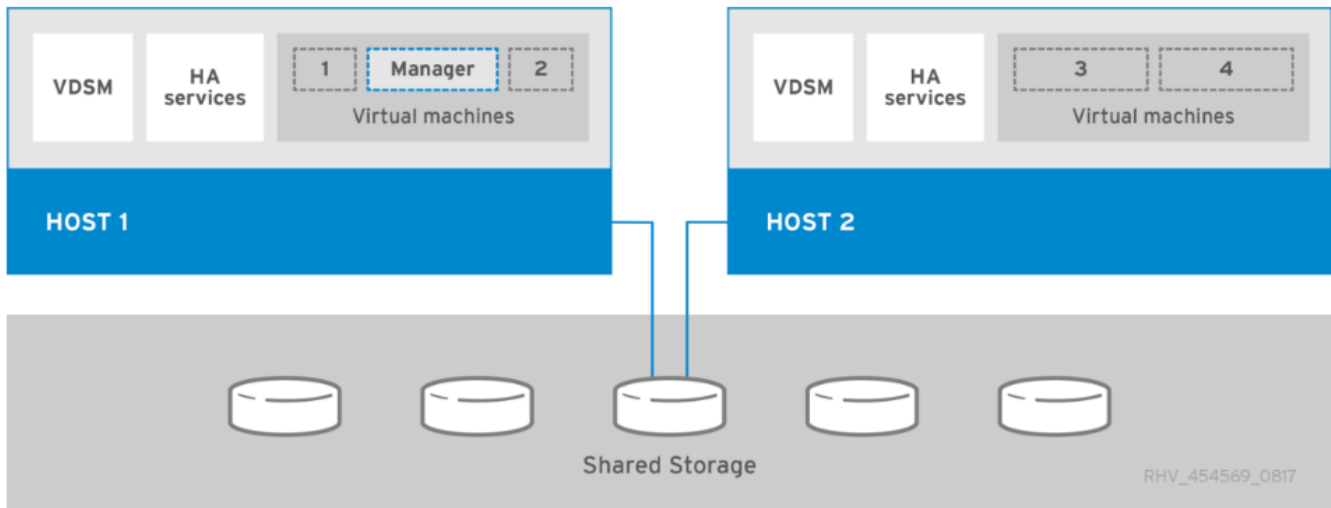 VDSM
HA
services
1
Manager
2
Virtual machines
HOST 1
VDSM
HA
services
3
4
Virtual machines
HOST 2
Shared Storage
RHV_454569_0817